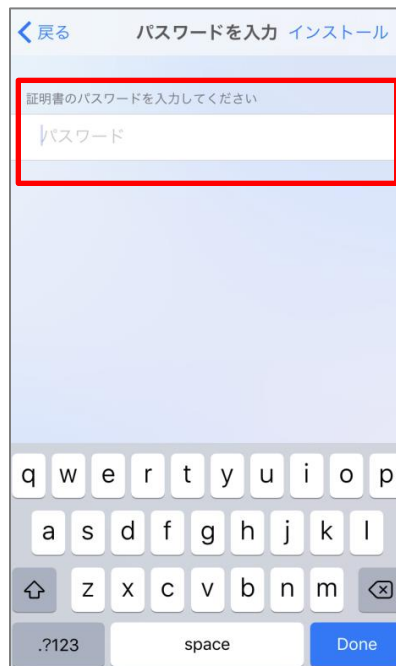 戻る パスワードを入力 インストール
証明書のパスワードを入力してください
パスワード
q w e r t y u i o p
a s d f g h j k l
z x c v b n m
.?123 space Done